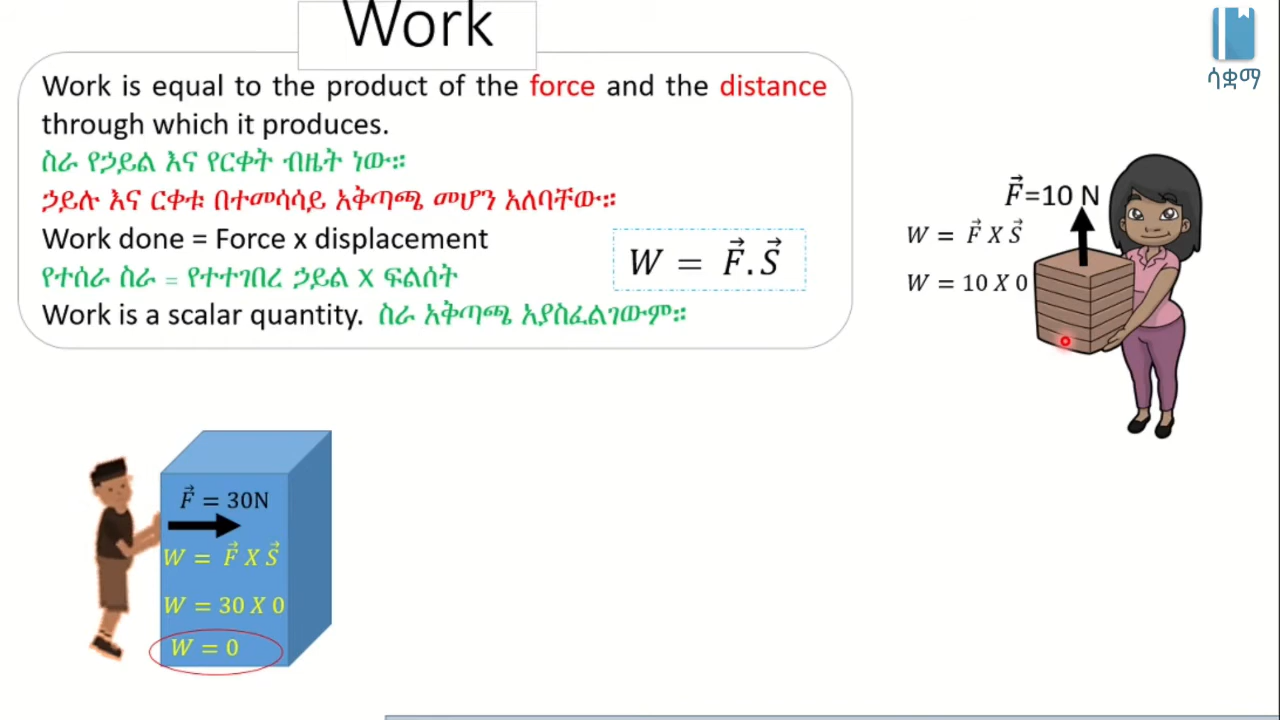 Work
Work is equal to the product of the force and the distance
through which it produces.
ስራ የኃይል እና የርቀት ብዜት ነው።
ኃይሉ እና ርቀቱ በተመሳሳይ አቅጣጫ መሆን አለባቸው።
Work done = Force x displacement
የተሰራ ስራ = የተተገበረ ኃይል X ፍልሰት
W = F⃗.S⃗
Work is a scalar quantity. ስራ አቅጣጫ አያስፈልገውም።
ሳቋማ
F⃗=10 N
W = F⃗ X S⃗
W = 10 X 0
F⃗ = 30N
W = F⃗ X S⃗
W = 30 X 0
W = 0